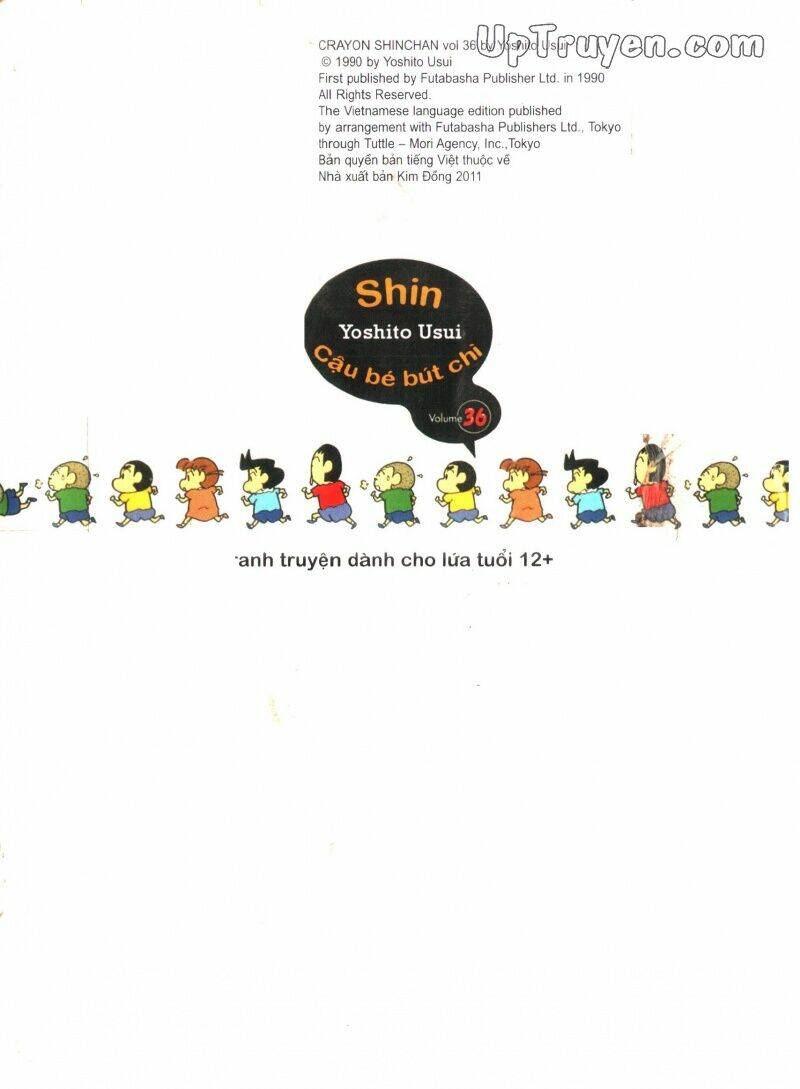 UpTruyen.com
CRAYON SHINCHAN vol 36 by Yoshito Usui
© 1990 by Yoshito Usui
First published by Futabasha Publisher Ltd. in 1990
All Rights Reserved.
The Vietnamese language edition published
by arrangement with Futabasha Publishers Ltd., Tokyo
through Tuttle – Mori Agency, Inc.,Tokyo
Bản quyền bản tiếng Việt thuộc về
Nhà xuất bản Kim Đồng 2011
Shin
Yoshito Usui
Cậu bé bút chì
Volume 36
anh truyện dành cho lứa tuổi 12+